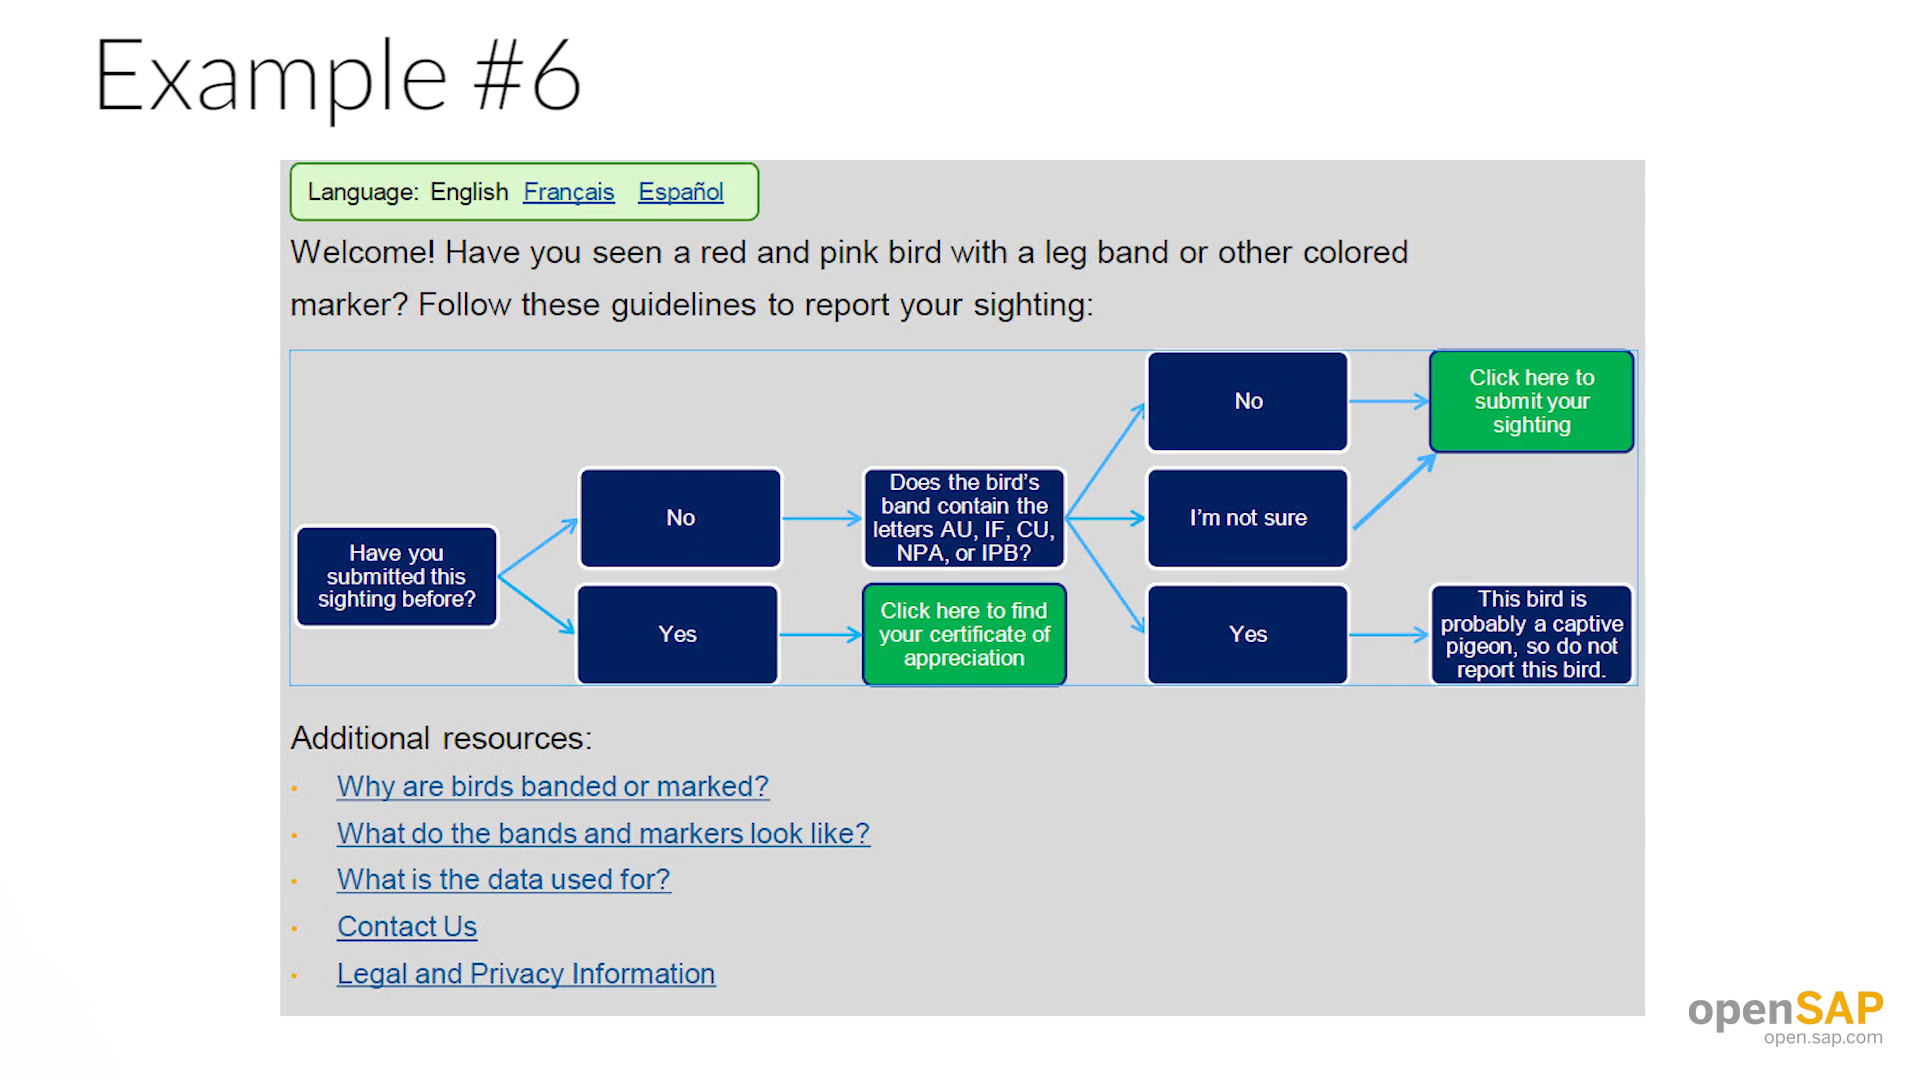 Example #6
Language: English Français Español
Welcome! Have you seen a red and pink bird with a leg band or other colored
marker? Follow these guidelines to report your sighting:
Have you
submitted this
sighting before?
No
Yes
Does the bird's
band contain the
letters AU, IF, CU,
NPA, or IPB?
Click here to find
your certificate of
appreciation
No
I'm not sure
Yes
Click here to
submit your
sighting
This bird is
probably a captive
pigeon, so do not
report this bird.
Additional resources:
Why are birds banded or marked?
What do the bands and markers look like?
What is the data used for?
Contact Us
Legal and Privacy Information
openSAP
open.sap.com